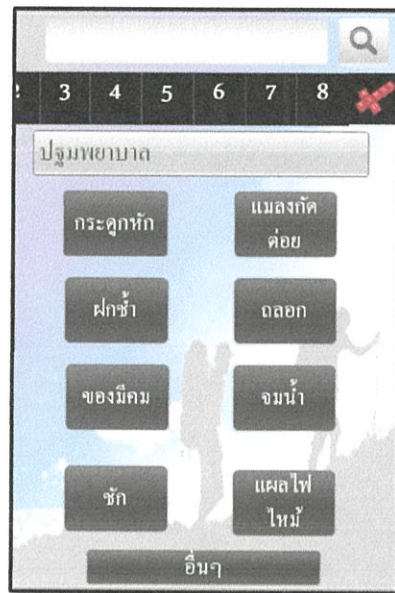 3 4 5 6 7 8
ปฐมพยาบาล
กระดูกหัก
แมลงกัด
ต่อย
ฝกช้ำ
ถลอก
ของมีคม
จมน้ำ
ชัก
แผลไฟ
ไหม้
อื่นๆ